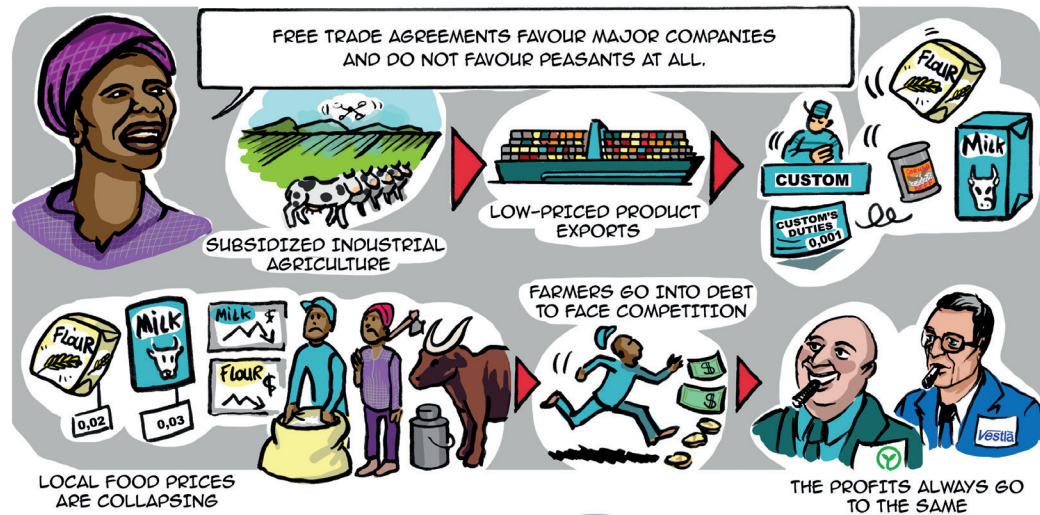 FREE TRADE AGREEMENTS FAVOUR MAJOR COMPANIES
AND DO NOT FAVOUR PEASANTS AT ALL.
SUBSIDIZED INDUSTRIAL
AGRICULTURE
LOW-PRICED PRODUCT
EXPORTS
CUSTOM
CUSTOM'S
DUTIES
0,001
FLOUR
MiLK
FLOUR
0,02
MiLK
0,03
MiLK $
FLOUR $
LOCAL FOOD PRICES
ARE COLLAPSING
FARMERS GO INTO DEBT
TO FACE COMPETITION
$
$
Vestia
THE PROFITS ALWAYS GO
TO THE SAME